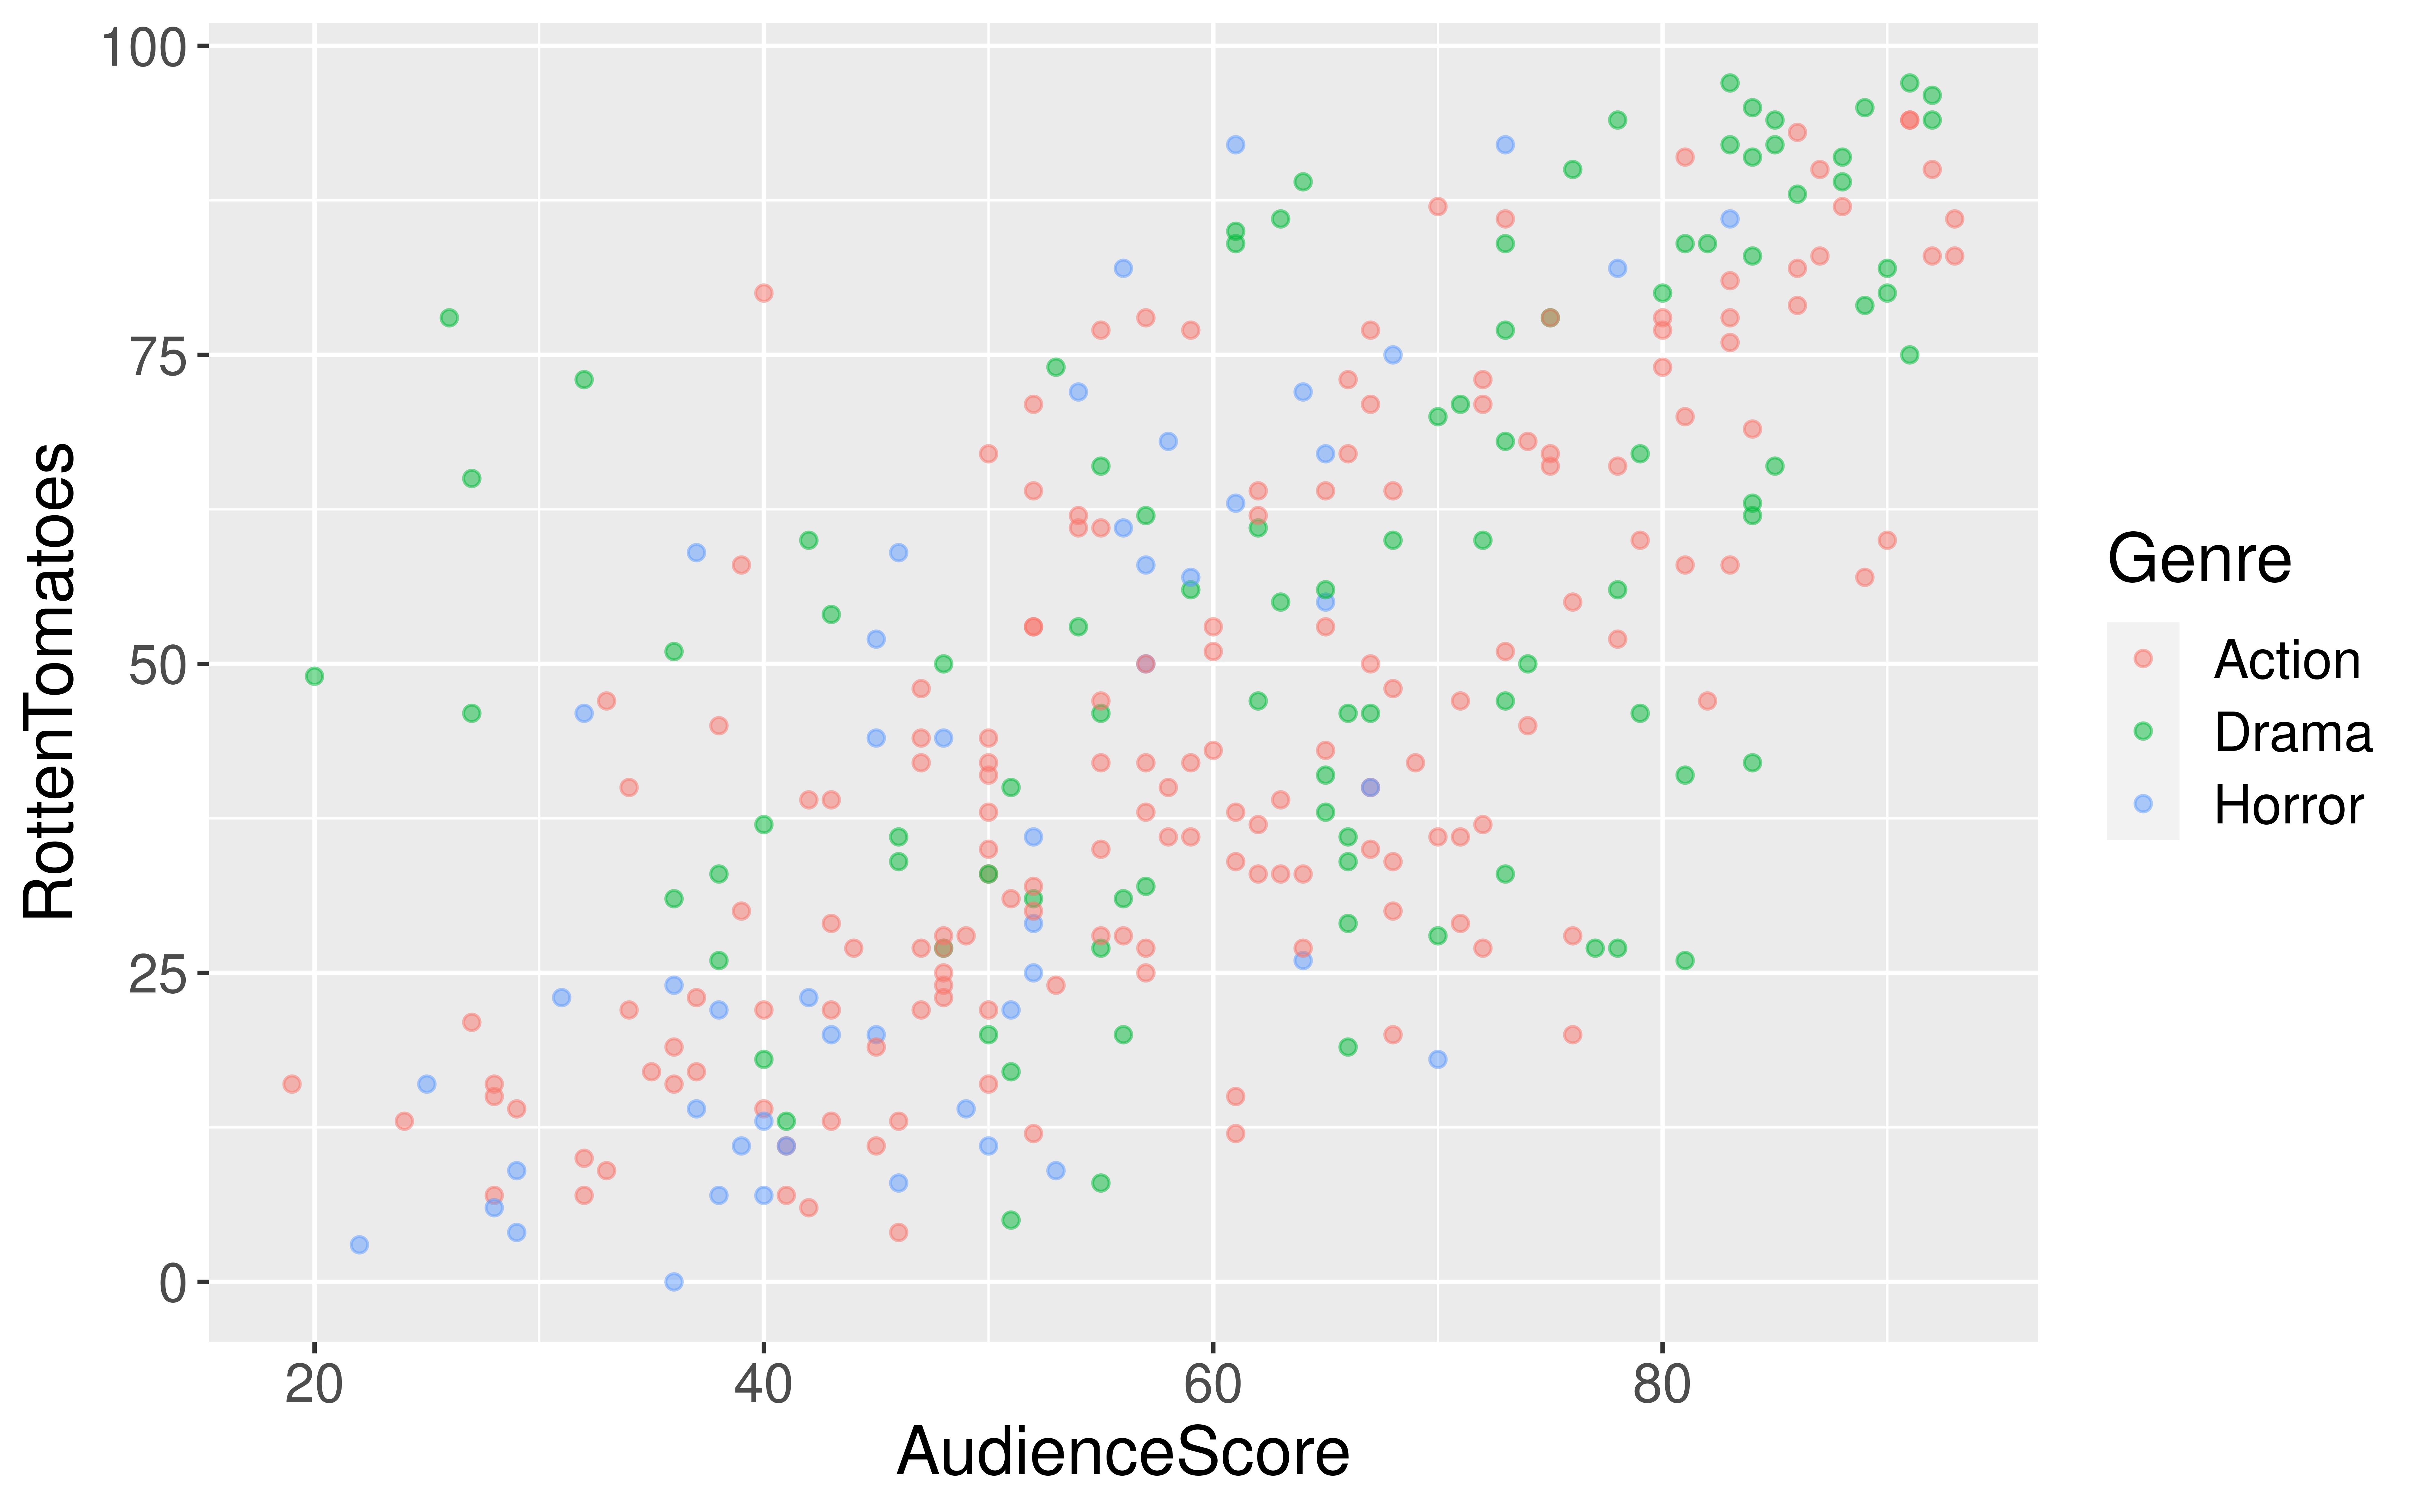 100
75
50
25
0
RottenTomatoes
20 40 60 80
AudienceScore
Genre
Action
Drama
Horror